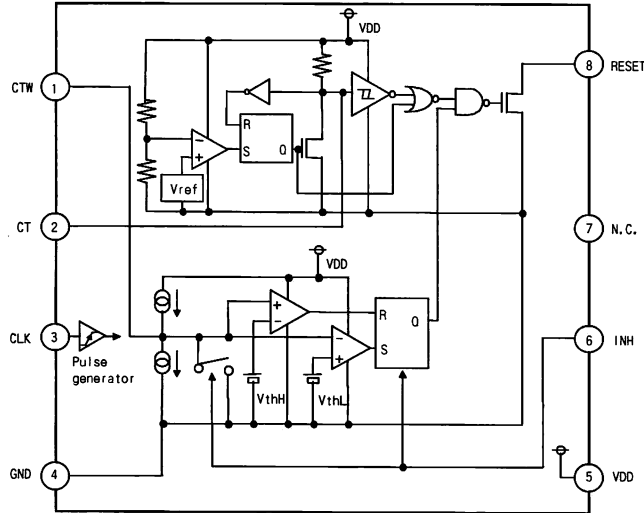 VDD
CTW 1
8 RESET
R
S Q
− +
Vref
CT 2
7 N.C.
VDD
CLK 3
Pulse
generator
+ −
R Q
− +
S
6 INH
VthH VthL
GND 4
5 VDD